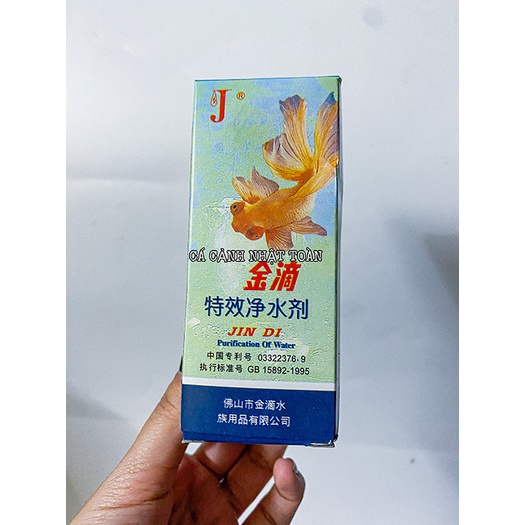 J ®
CÁ CẢNH NHẬT TOÀN
金滴
特效净水剂
JIN DI
Purification Of Water
中国专利号 03322376-9
执行标准号 GB 15892-1995
佛山市金滴水
族用品有限公司